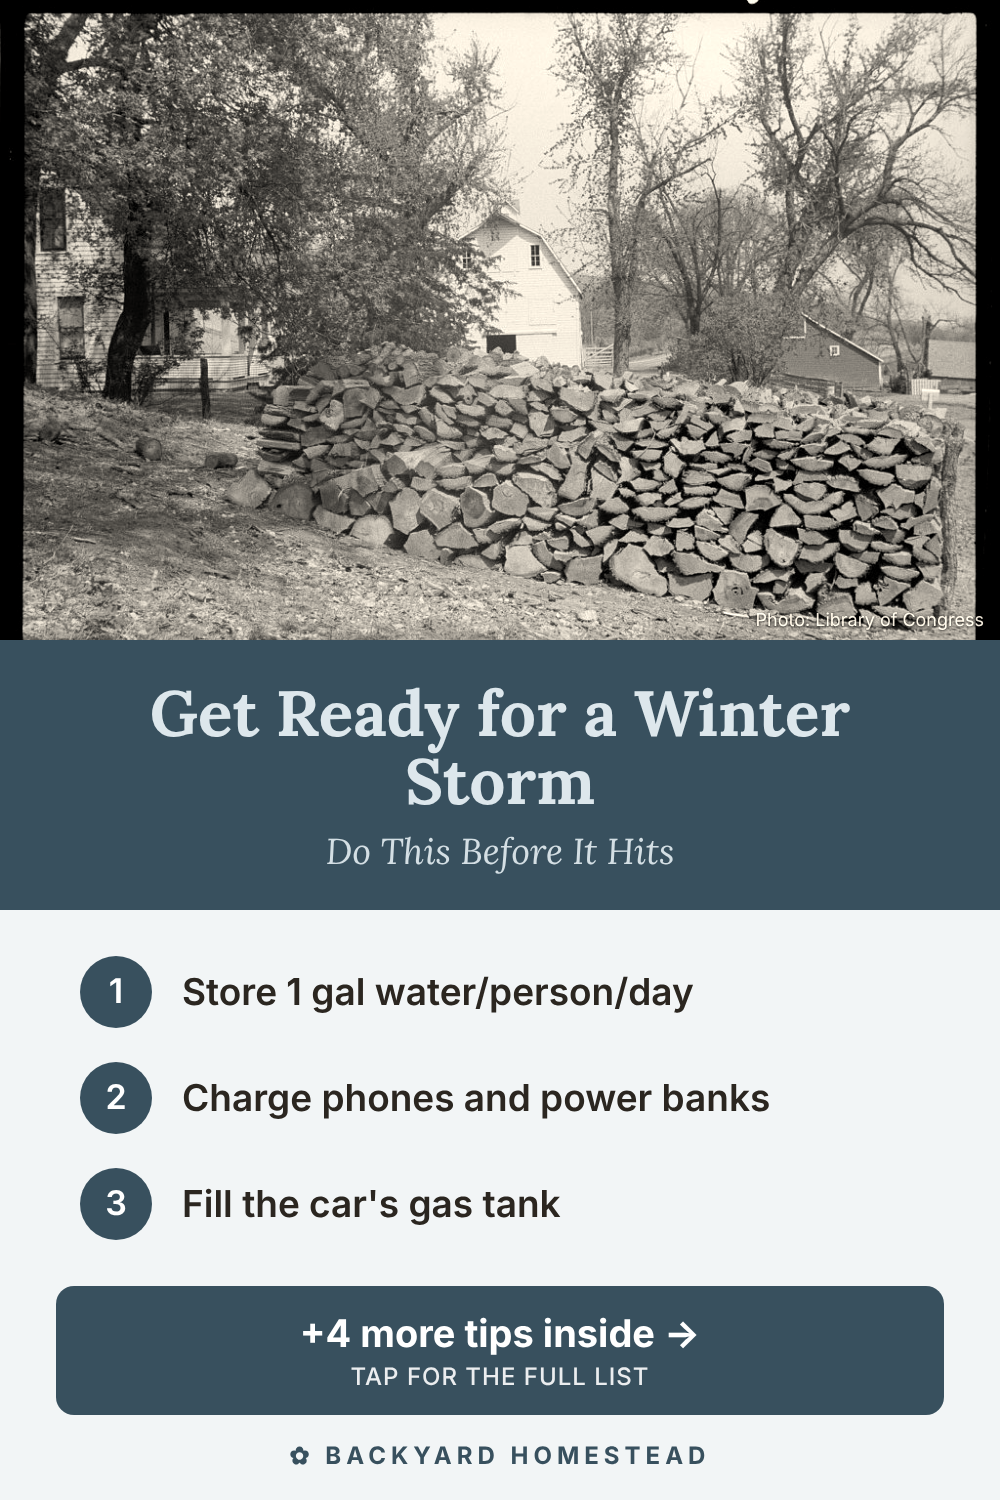 Photo: Library of Congress
Get Ready for a Winter
Storm
Do This Before It Hits
1 Store 1 gal water/person/day
2 Charge phones and power banks
3 Fill the car's gas tank
+4 more tips inside →
TAP FOR THE FULL LIST
✿ BACKYARD HOMESTEAD